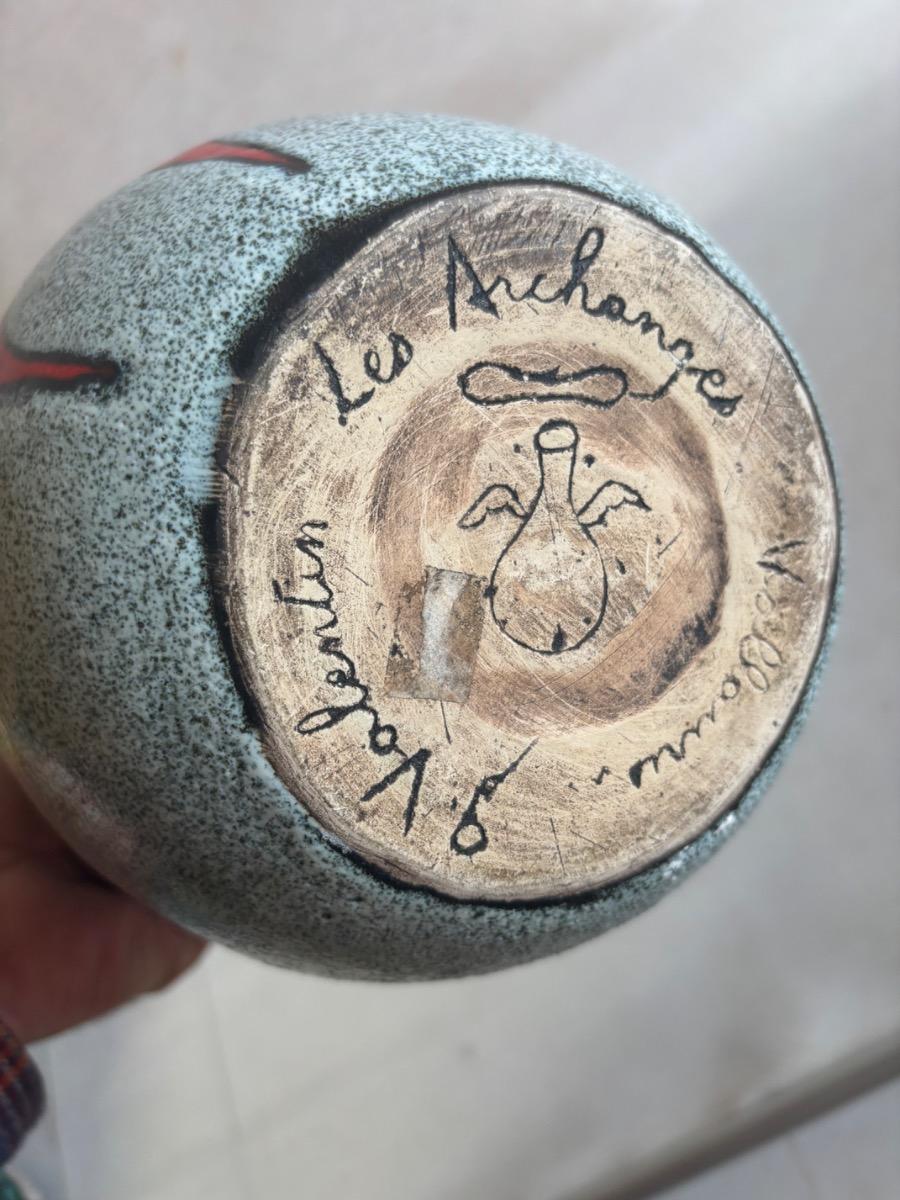 Les Archanges
Vallauris
g. Valentin